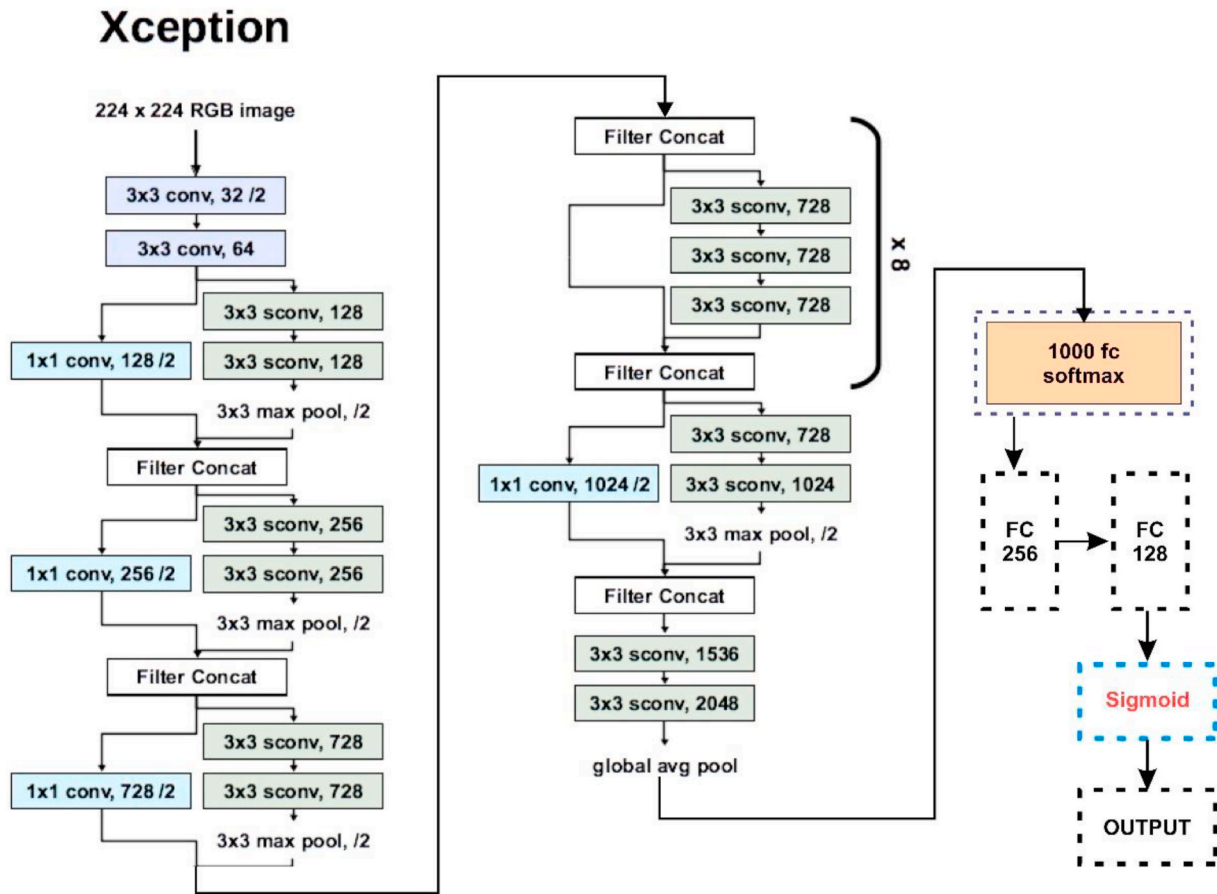 Xception
224 x 224 RGB image
3x3 conv, 32 /2
3x3 conv, 64
3x3 sconv, 128
1x1 conv, 128 /2
3x3 sconv, 128
3x3 max pool, /2
Filter Concat
3x3 sconv, 256
1x1 conv, 256 /2
3x3 sconv, 256
3x3 max pool, /2
Filter Concat
3x3 sconv, 728
1x1 conv, 728 /2
3x3 sconv, 728
3x3 max pool, /2
Filter Concat
3x3 sconv, 728
3x3 sconv, 728
3x3 sconv, 728
x 8
Filter Concat
3x3 sconv, 728
1x1 conv, 1024 /2
3x3 sconv, 1024
3x3 max pool, /2
Filter Concat
3x3 sconv, 1536
3x3 sconv, 2048
global avg pool
1000 fc
softmax
FC
256
FC
128
Sigmoid
OUTPUT